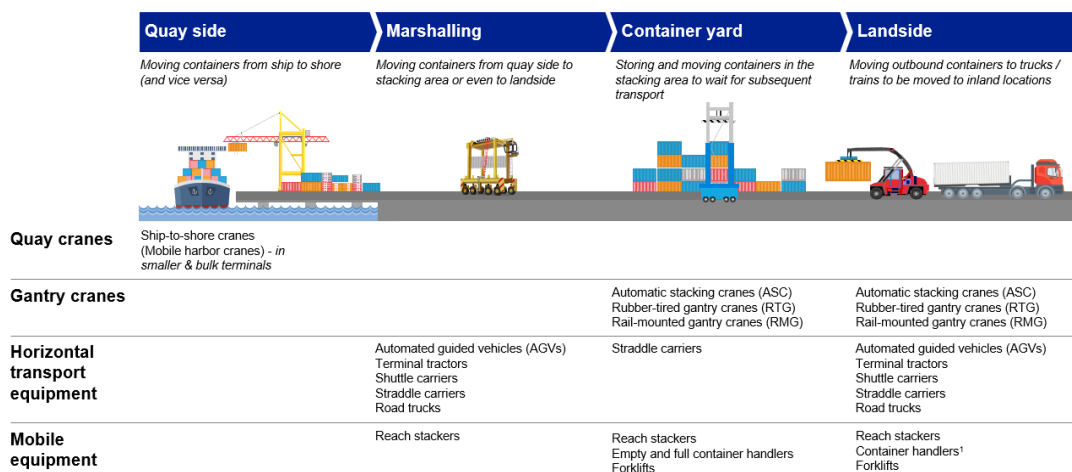 Quay side
Marshalling
Container yard
Landside
Moving containers from ship to shore
(and vice versa)
Moving containers from quay side to
stacking area or even to landside
Storing and moving containers in the
stacking area to wait for subsequent
transport
Moving outbound containers to trucks /
trains to be moved to inland locations
Quay cranes
Ship-to-shore cranes
(Mobile harbor cranes) - in
smaller & bulk terminals
Gantry cranes
Automatic stacking cranes (ASC)
Rubber-tired gantry cranes (RTG)
Rail-mounted gantry cranes (RMG)
Automatic stacking cranes (ASC)
Rubber-tired gantry cranes (RTG)
Rail-mounted gantry cranes (RMG)
Horizontal
transport
equipment
Automated guided vehicles (AGVs)
Terminal tractors
Shuttle carriers
Straddle carriers
Road trucks
Straddle carriers
Automated guided vehicles (AGVs)
Terminal tractors
Shuttle carriers
Straddle carriers
Road trucks
Mobile
equipment
Reach stackers
Reach stackers
Empty and full container handlers
Forklifts
Reach stackers
Container handlers¹
Forklifts